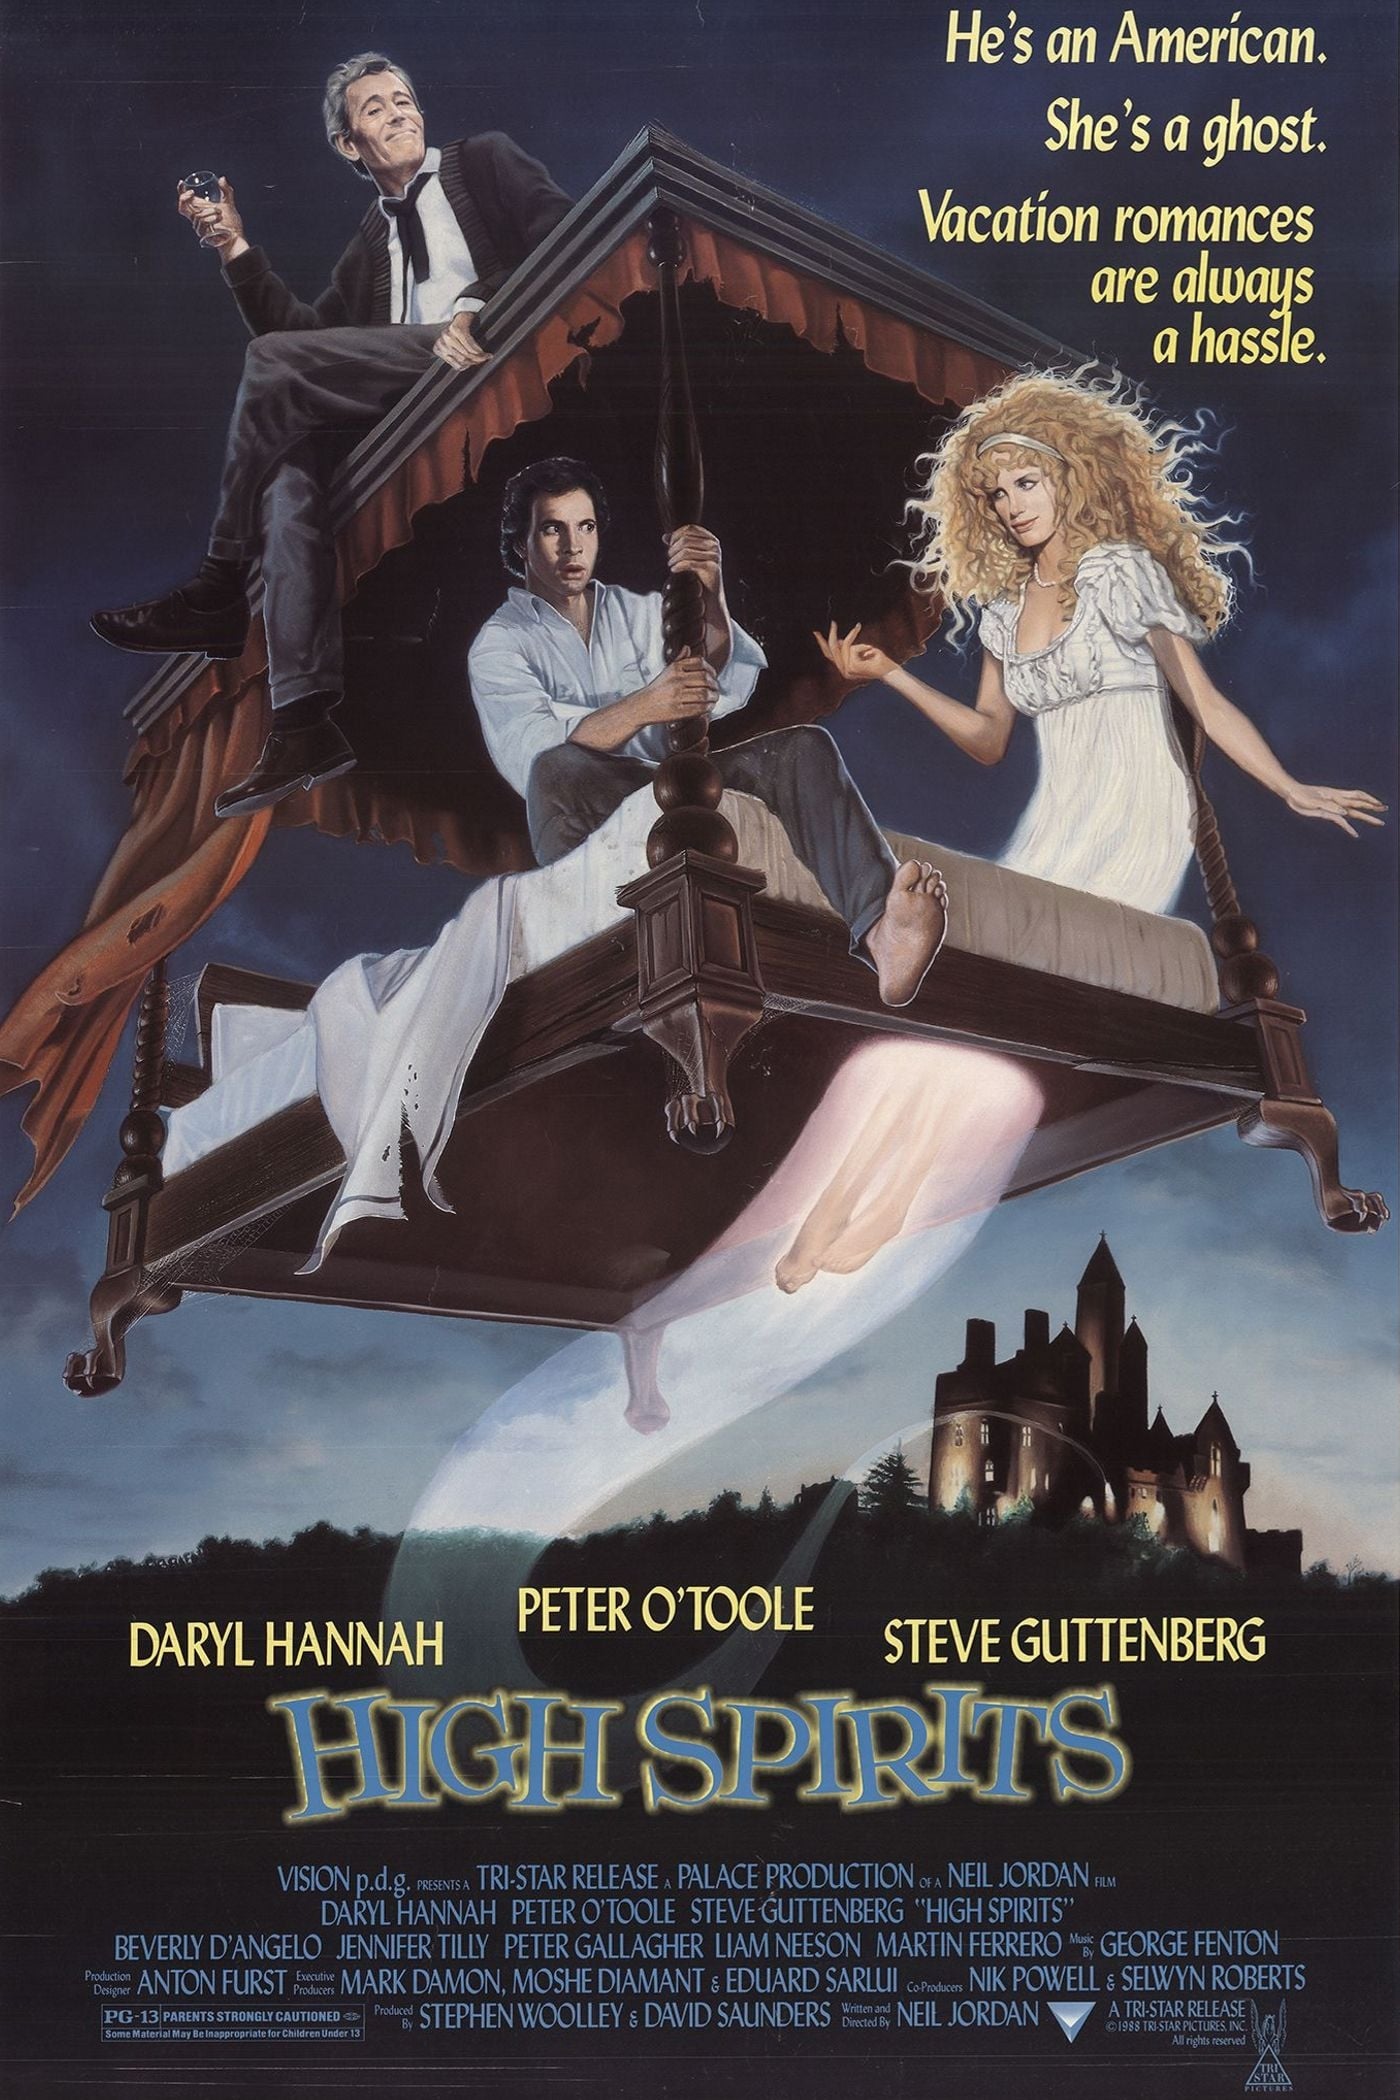 He's an American.
She's a ghost.
Vacation romances
are always
a hassle.
PETER O'TOOLE
DARYL HANNAH
STEVE GUTTENBERG
HIGH SPIRITS
VISION p.d.g. PRESENTS A TRI-STAR RELEASE A PALACE PRODUCTION OF A NEIL JORDAN FILM
DARYL HANNAH PETER O'TOOLE STEVE GUTTENBERG "HIGH SPIRITS"
BEVERLY D'ANGELO JENNIFER TILLY PETER GALLAGHER LIAM NEESON MARTIN FERRERO Music By GEORGE FENTON
Production Designer ANTON FURST Executive Producers MARK DAMON, MOSHE DIAMANT & EDUARD SARLUI Co-Producers NIK POWELL & SELWYN ROBERTS
PG-13 PARENTS STRONGLY CAUTIONED
Some Material May Be Inappropriate for Children Under 13
Produced By STEPHEN WOOLLEY & DAVID SAUNDERS Written and Directed By NEIL JORDAN
A TRI-STAR RELEASE
©1988 TRI-STAR PICTURES, INC.
All rights reserved
TRI
STAR
PICTURES